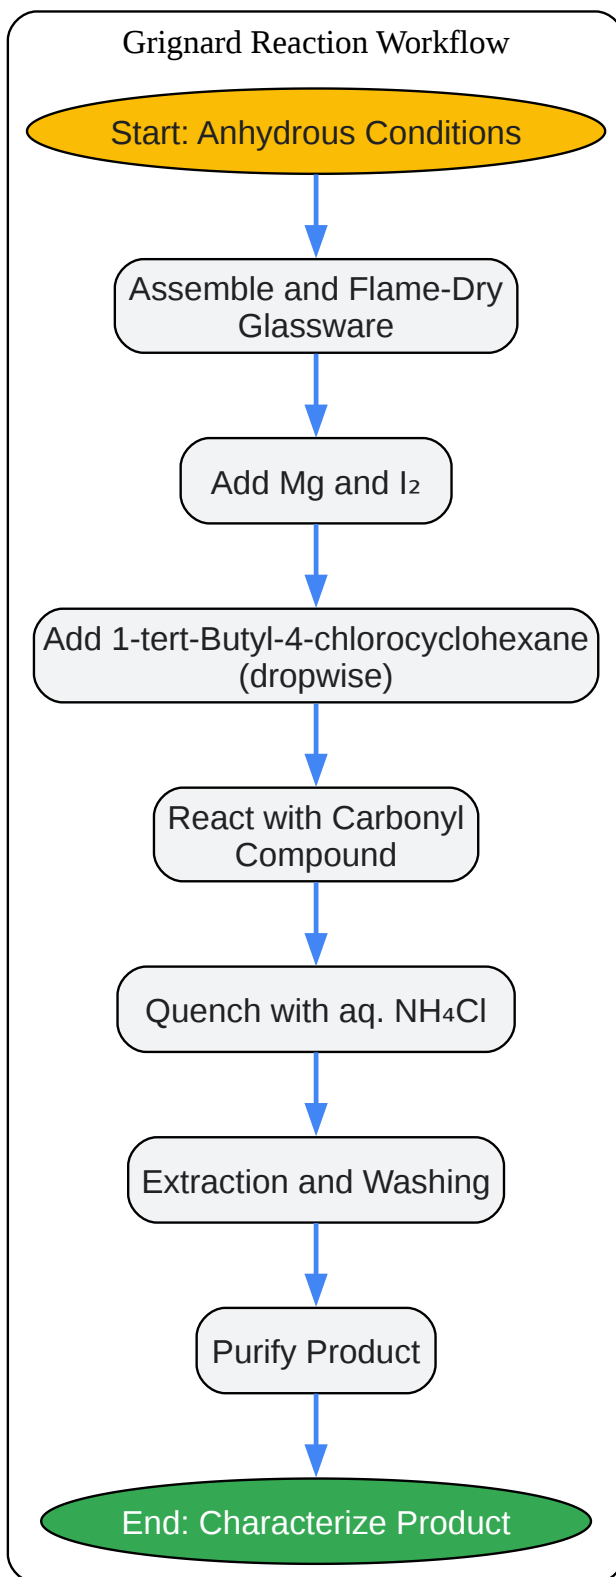 Grignard Reaction Workflow
Start: Anhydrous Conditions
Assemble and Flame-Dry
Glassware
Add Mg and I₂
Add 1-tert-Butyl-4-chlorocyclohexane
(dropwise)
React with Carbonyl
Compound
Quench with aq. NH₄Cl
Extraction and Washing
Purify Product
End: Characterize Product